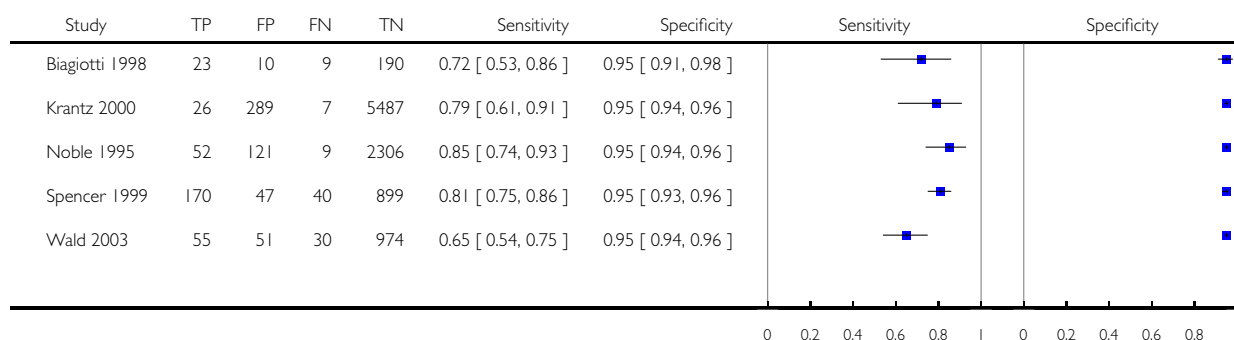 Study TP FP FN TN Sensitivity Specificity Sensitivity Specificity
Biagiotti 1998 23 10 9 190 0.72 [ 0.53, 0.86 ] 0.95 [ 0.91, 0.98 ]
Krantz 2000 26 289 7 5487 0.79 [ 0.61, 0.91 ] 0.95 [ 0.94, 0.96 ]
Noble 1995 52 121 9 2306 0.85 [ 0.74, 0.93 ] 0.95 [ 0.94, 0.96 ]
Spencer 1999 170 47 40 899 0.81 [ 0.75, 0.86 ] 0.95 [ 0.93, 0.96 ]
Wald 2003 55 51 30 974 0.65 [ 0.54, 0.75 ] 0.95 [ 0.94, 0.96 ]
0 0.2 0.4 0.6 0.8 1 0 0.2 0.4 0.6 0.8